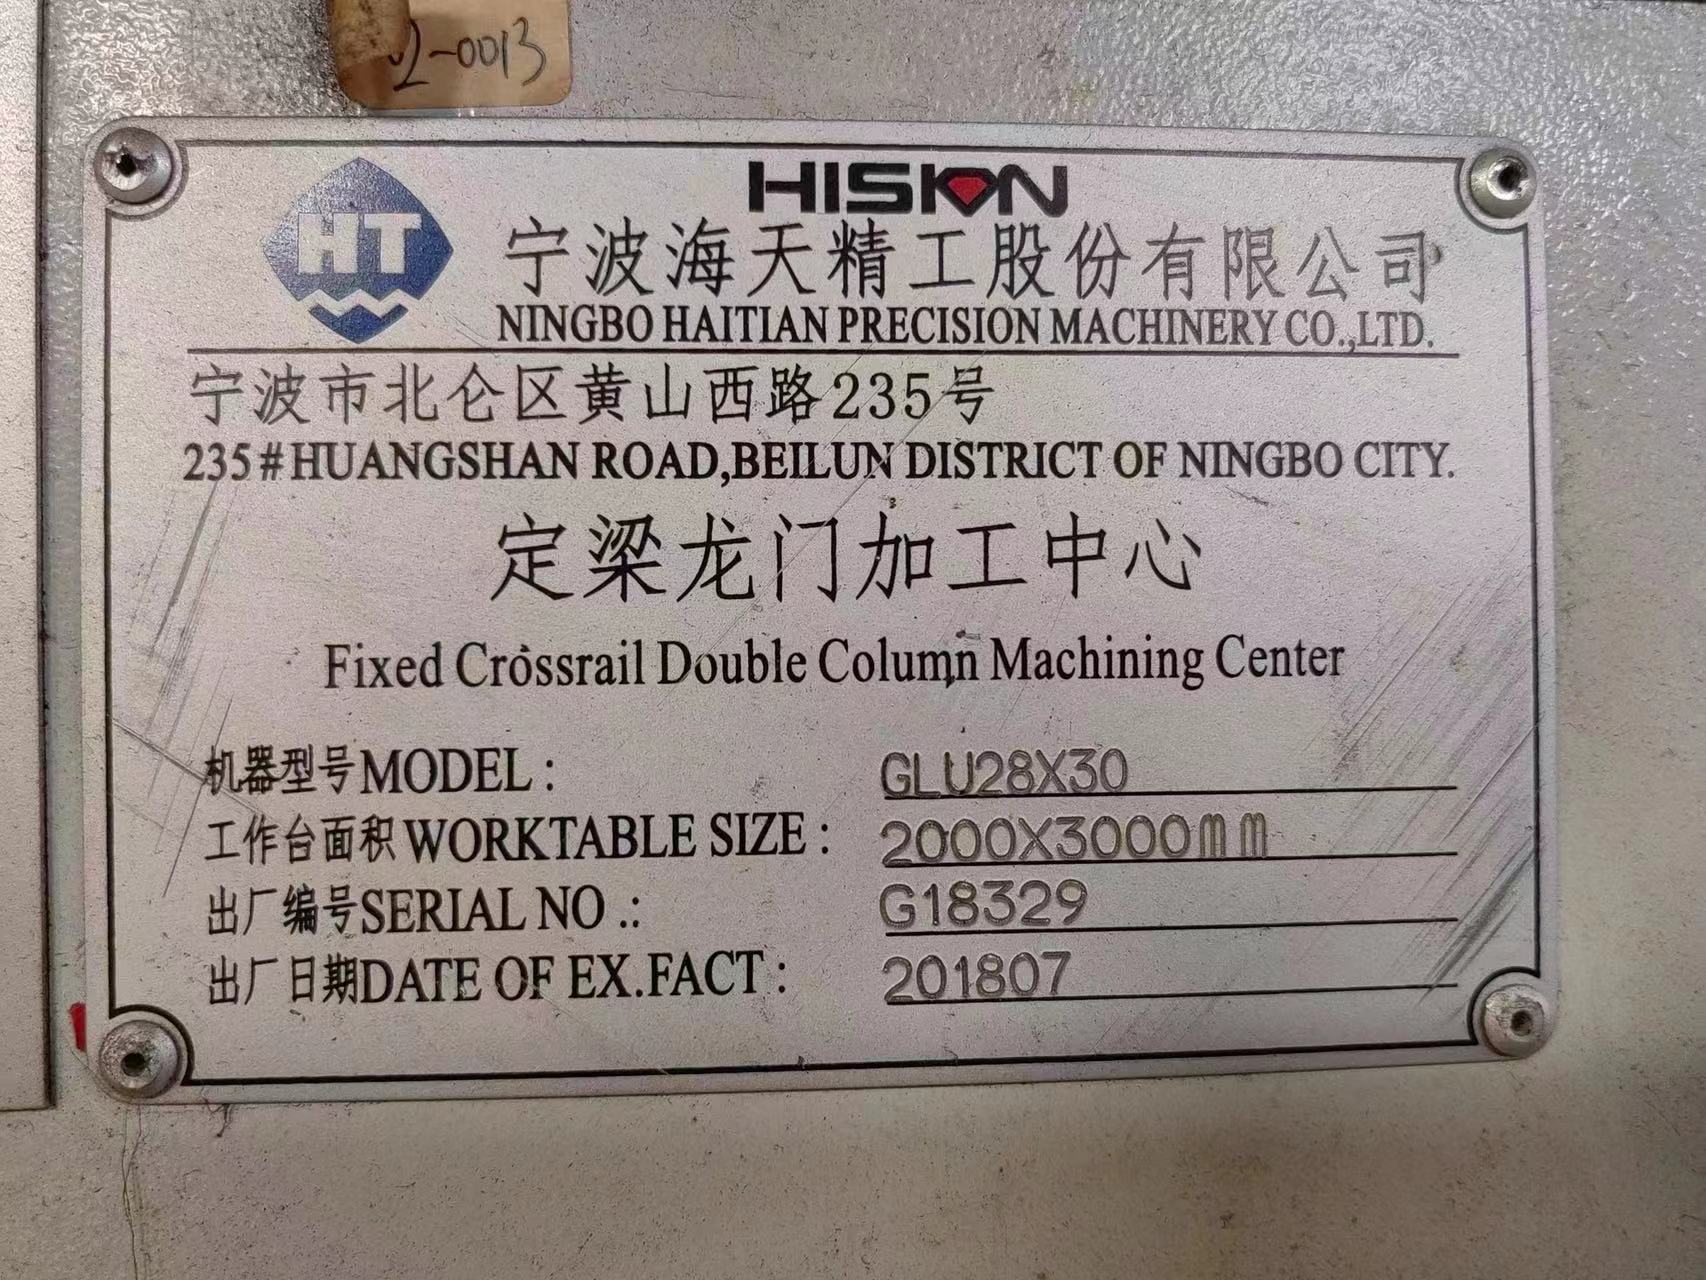 02-0013
HT
HISION
宁波海天精工股份有限公司
NINGBO HAITIAN PRECISION MACHINERY CO.,LTD.
宁波市北仑区黄山西路235号
235#HUANGSHAN ROAD,BEILUN DISTRICT OF NINGBO CITY.
定梁龙门加工中心
Fixed Crossrail Double Column Machining Center
机器型号MODEL: GLU28X30
工作台面积WORKTABLE SIZE: 2000X3000mm
出厂编号SERIAL NO.: G18329
出厂日期DATE OF EX.FACT: 201807